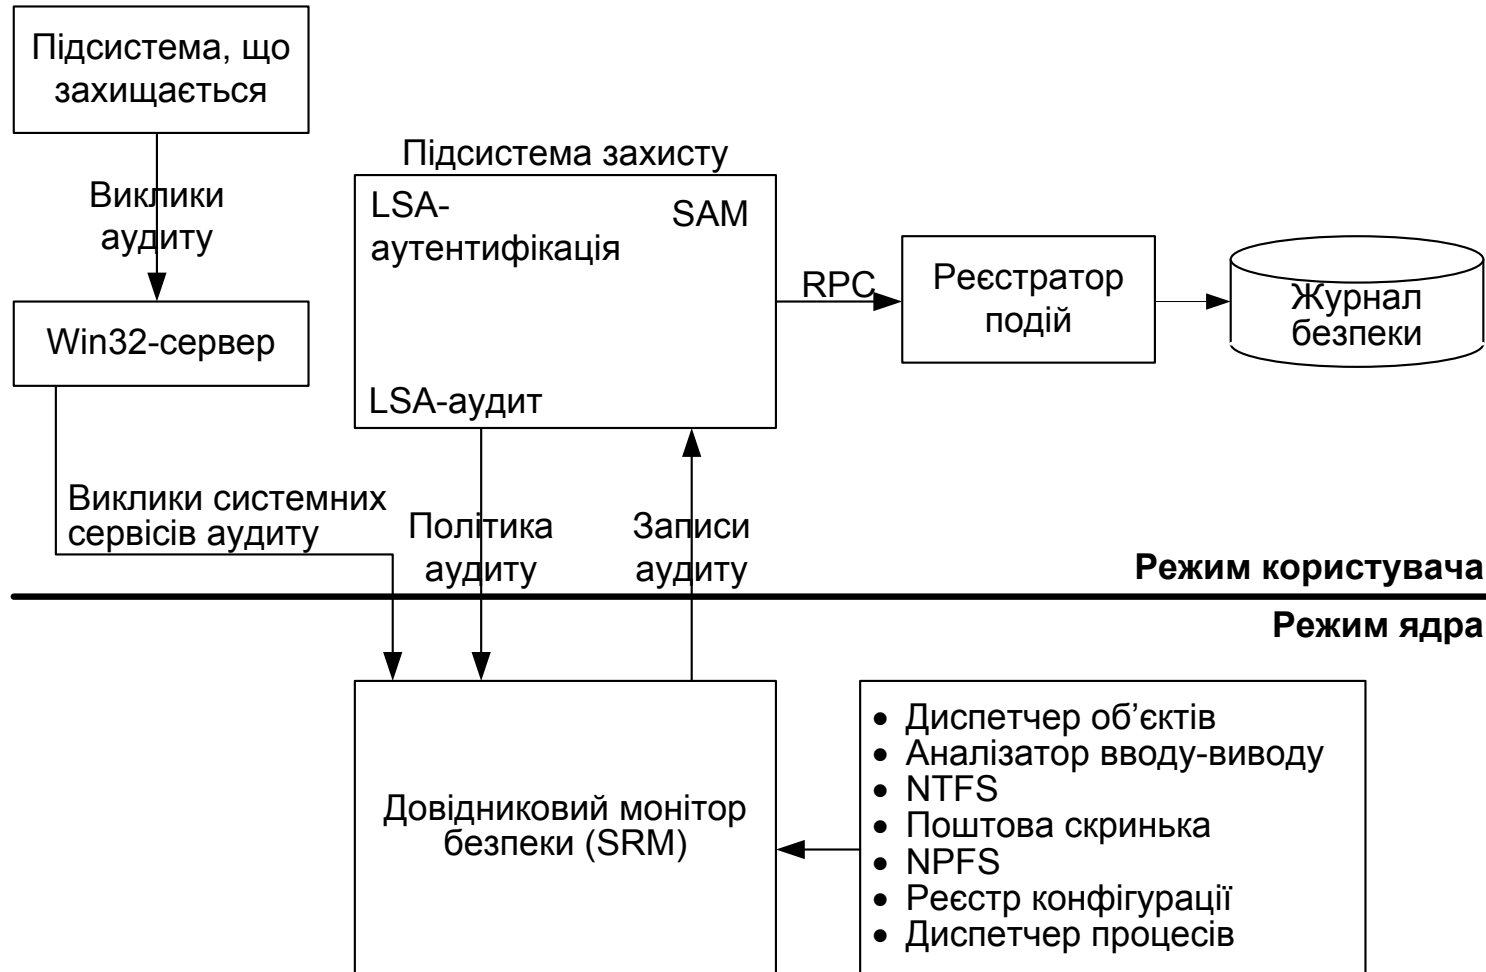 Підсистема, що
захищається
Виклики
аудиту
Win32-сервер
Підсистема захисту
LSA-
аутентифікація
SAM
LSA-аудит
RPC
Реєстратор
подій
Журнал
безпеки
Виклики системних
сервісів аудиту
Політика
аудиту
Записи
аудиту
Режим користувача
Режим ядра
Довідниковий монітор
безпеки (SRM)
• Диспетчер об’єктів
• Аналізатор вводу-виводу
• NTFS
• Поштова скринька
• NPFS
• Реєстр конфігурації
• Диспетчер процесів